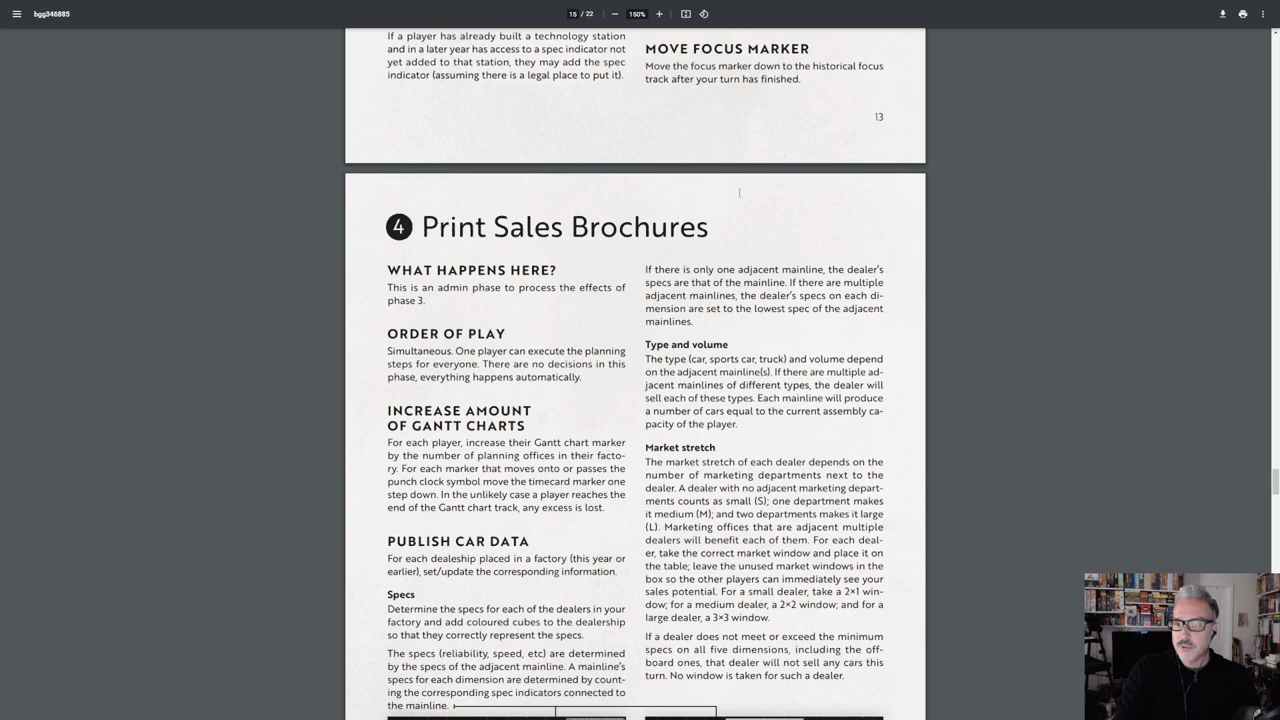 bgg346885
15 / 22
150%
If a player has already built a technology station
and in a later year has access to a spec indicator not
yet added to that station, they may add the spec
indicator (assuming there is a legal place to put it).
MOVE FOCUS MARKER
Move the focus marker down to the historical focus
track after your turn has finished.
13
4 Print Sales Brochures
WHAT HAPPENS HERE?
This is an admin phase to process the effects of
phase 3.
ORDER OF PLAY
Simultaneous. One player can execute the planning
steps for everyone. There are no decisions in this
phase, everything happens automatically.
INCREASE AMOUNT
OF GANTT CHARTS
For each player, increase their Gantt chart marker
by the number of planning offices in their facto-
ry. For each marker that moves onto or passes the
punch clock symbol move the timecard marker one
step down. In the unlikely case a player reaches the
end of the Gantt chart track, any excess is lost.
PUBLISH CAR DATA
For each dealeship placed in a factory (this year or
earlier), set/update the corresponding information.
Specs
Determine the specs for each of the dealers in your
factory and add coloured cubes to the dealership
so that they correctly represent the specs.
The specs (reliability, speed, etc) are determined
by the specs of the adjacent mainline. A mainline's
specs for each dimension are determined by count-
ing the corresponding spec indicators connected to
the mainline.
If there is only one adjacent mainline, the dealer's
specs are that of the mainline. If there are multiple
adjacent mainlines, the dealer's specs on each di-
mension are set to the lowest spec of the adjacent
mainlines.
Type and volume
The type (car, sports car, truck) and volume depend
on the adjacent mainline(s). If there are multiple ad-
jacent mainlines of different types, the dealer will
sell each of these types. Each mainline will produce
a number of cars equal to the current assembly ca-
pacity of the player.
Market stretch
The market stretch of each dealer depends on the
number of marketing departments next to the
dealer. A dealer with no adjacent marketing depart-
ments counts as small (S); one department makes
it medium (M); and two departments makes it large
(L). Marketing offices that are adjacent multiple
dealers will benefit each of them. For each deal-
er, take the correct market window and place it on
the table; leave the unused market windows in the
box so the other players can immediately see your
sales potential. For a small dealer, take a 2×1 win-
dow; for a medium dealer, a 2×2 window; and for a
large dealer, a 3×3 window.
If a dealer does not meet or exceed the minimum
specs on all five dimensions, including the off-
board ones, that dealer will not sell any cars this
turn. No window is taken for such a dealer.